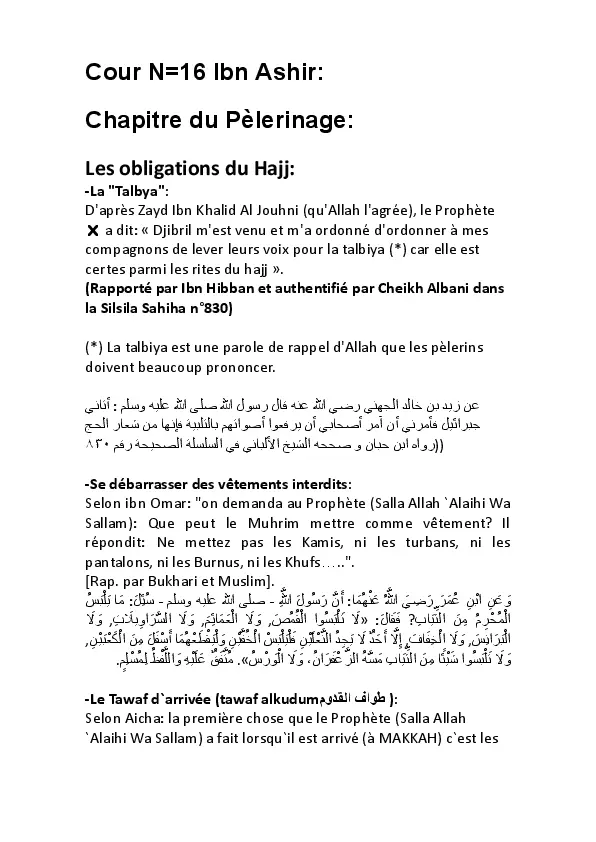 Cour N=16 Ibn Ashir:
Chapitre du Pèlerinage:
Les obligations du Hajj:
-La "Talbya":
D'après Zayd Ibn Khalid Al Jouhni (qu'Allah l'agrée), le Prophète
a dit: « Djibril m'est venu et m'a ordonné d'ordonner à mes
compagnons de lever leurs voix pour la talbiya (*) car elle est
certes parmi les rites du hajj ».
(Rapporté par Ibn Hibban et authentifié par Cheikh Albani dans
la Silsila Sahiha n°830)
(*) La talbiya est une parole de rappel d'Allah que les pèlerins
doivent beaucoup prononcer.
عن زيد بن خالد الجهني رضي الله عنه قال رسول الله صلى الله عليه وسلم : أتاني
جبرائيل فأمرني أن آمر أصحابي أن يرفعوا أصواتهم بالتلبية فإنها من شعار الحج
((رواه ابن حبان و صححه الشيخ الألباني في السلسلة الصحيحة رقم ٨٣٠
-Se débarrasser des vêtements interdits:
Selon ibn Omar: "on demanda au Prophète (Salla Allah `Alaihi Wa
Sallam): Que peut le Muhrim mettre comme vêtement? Il
répondit: Ne mettez pas les Kamis, ni les turbans, ni les
pantalons, ni les Burnus, ni les Khufs…..".
[Rap. par Bukhari et Muslim].
وَعَنِ ابْنِ عُمَرَ رَضِيَ اللَّهُ عَنْهُمَا: أَنَّ رَسُولَ اللَّهِ - صلى الله عليه وسلم - سُئِلَ: مَا يَلْبَسُ
الْمُحْرِمُ مِنَ الثِّيَابِ? فَقَالَ: «لَا تَلْبَسُوا الْقُمُصَ, وَلَا الْعَمَائِمَ, وَلَا السَّرَاوِيلَاتِ, وَلَا
الْبَرَانِسَ, وَلَا الْخِفَافَ, إِلَّا أَحَدٌ لَا يَجِدُ النَّعْلَيْنِ فَلْيَلْبَسْ الْخُفَّيْنِ وَلْيَقْطَعْهُمَا أَسْفَلَ مِنَ الْكَعْبَيْنِ,
وَلَا تَلْبَسُوا شَيْئًا مِنَ الثِّيَابِ مَسَّهُ الزَّعْفَرَانُ, وَلَا الْوَرْسُ». مُتَّفَقٌ عَلَيْهِ وَاللَّفْظُ لِمُسْلِمٍ.
-Le Tawaf d`arrivée (tawaf alkudumطواف القدوم ):
Selon Aicha: la première chose que le Prophète (Salla Allah
`Alaihi Wa Sallam) a fait lorsqu`il est arrivé (à MAKKAH) c`est les